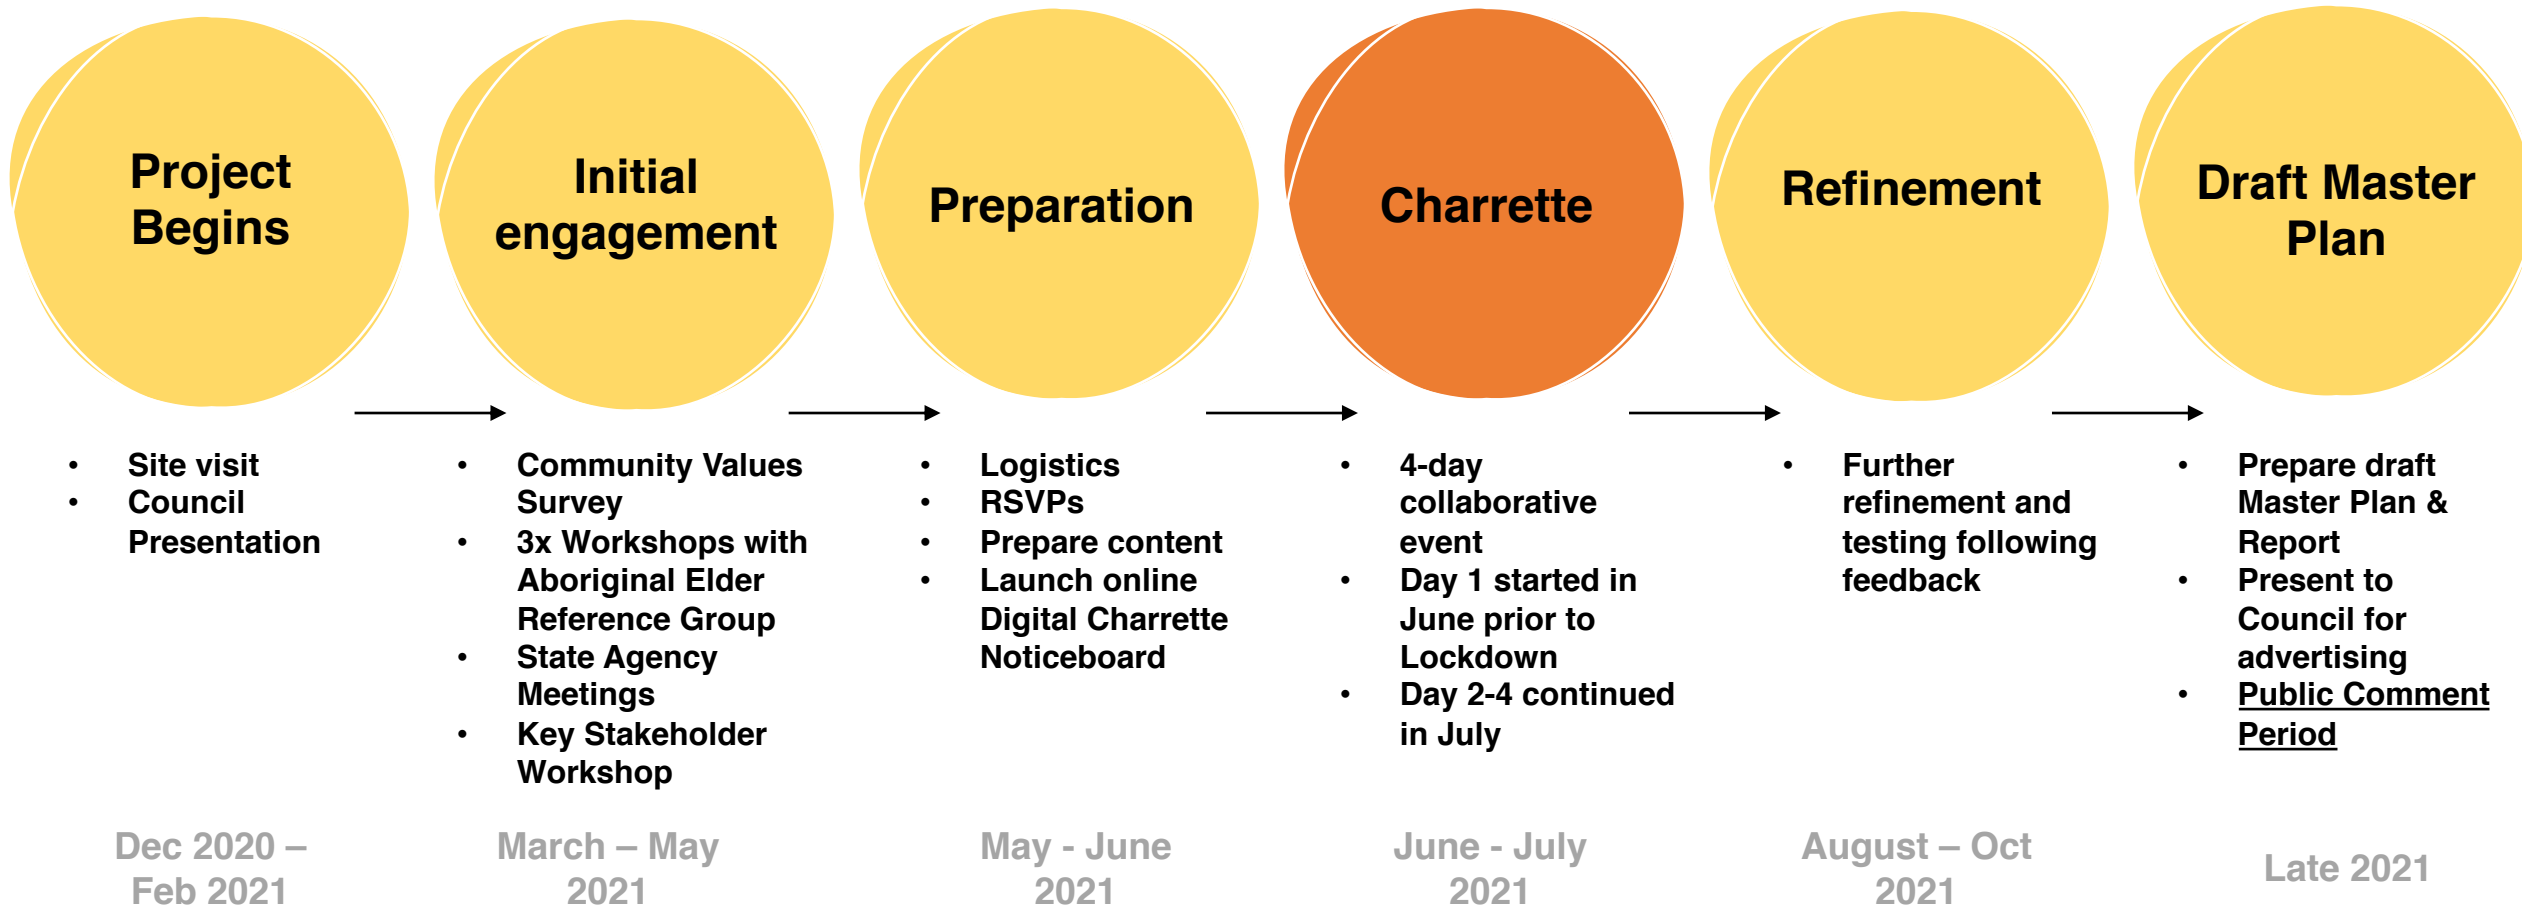 Project
Begins
Initial
engagement
Preparation
Charrette
Refinement
Draft Master
Plan
• Site visit
• Council
Presentation
• Community Values
Survey
• 3x Workshops with
Aboriginal Elder
Reference Group
• State Agency
Meetings
• Key Stakeholder
Workshop
• Logistics
• RSVPs
• Prepare content
• Launch online
Digital Charrette
Noticeboard
• 4-day
collaborative
event
• Day 1 started in
June prior to
Lockdown
• Day 2-4 continued
in July
• Further
refinement and
testing following
feedback
• Prepare draft
Master Plan &
Report
• Present to
Council for
advertising
• Public Comment
Period
Dec 2020 –
Feb 2021
March – May
2021
May - June
2021
June - July
2021
August – Oct
2021
Late 2021